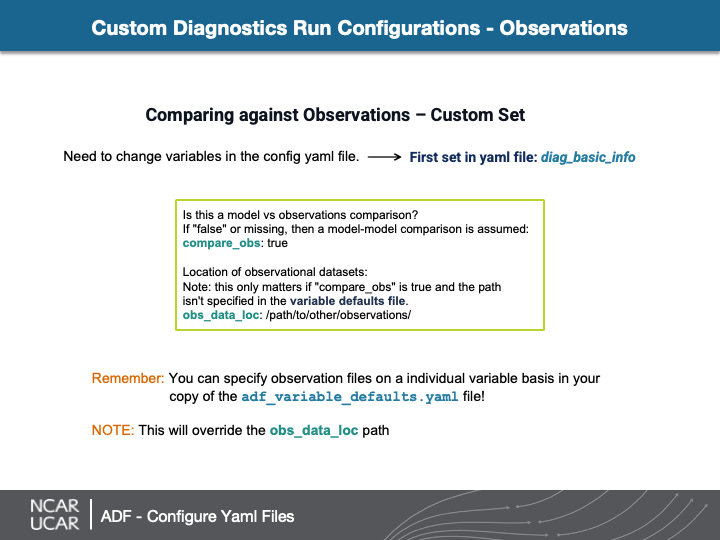 Custom Diagnostics Run Configurations - Observations
Comparing against Observations – Custom Set
Need to change variables in the config yaml file. ⟶ First set in yaml file: diag_basic_info
Is this a model vs observations comparison?
If "false" or missing, then a model-model comparison is assumed:
compare_obs: true
Location of observational datasets:
Note: this only matters if "compare_obs" is true and the path
isn't specified in the variable defaults file.
obs_data_loc: /path/to/other/observations/
Remember: You can specify observation files on a individual variable basis in your
copy of the adf_variable_defaults.yaml file!
NOTE: This will override the obs_data_loc path
NCAR
UCAR
ADF - Configure Yaml Files